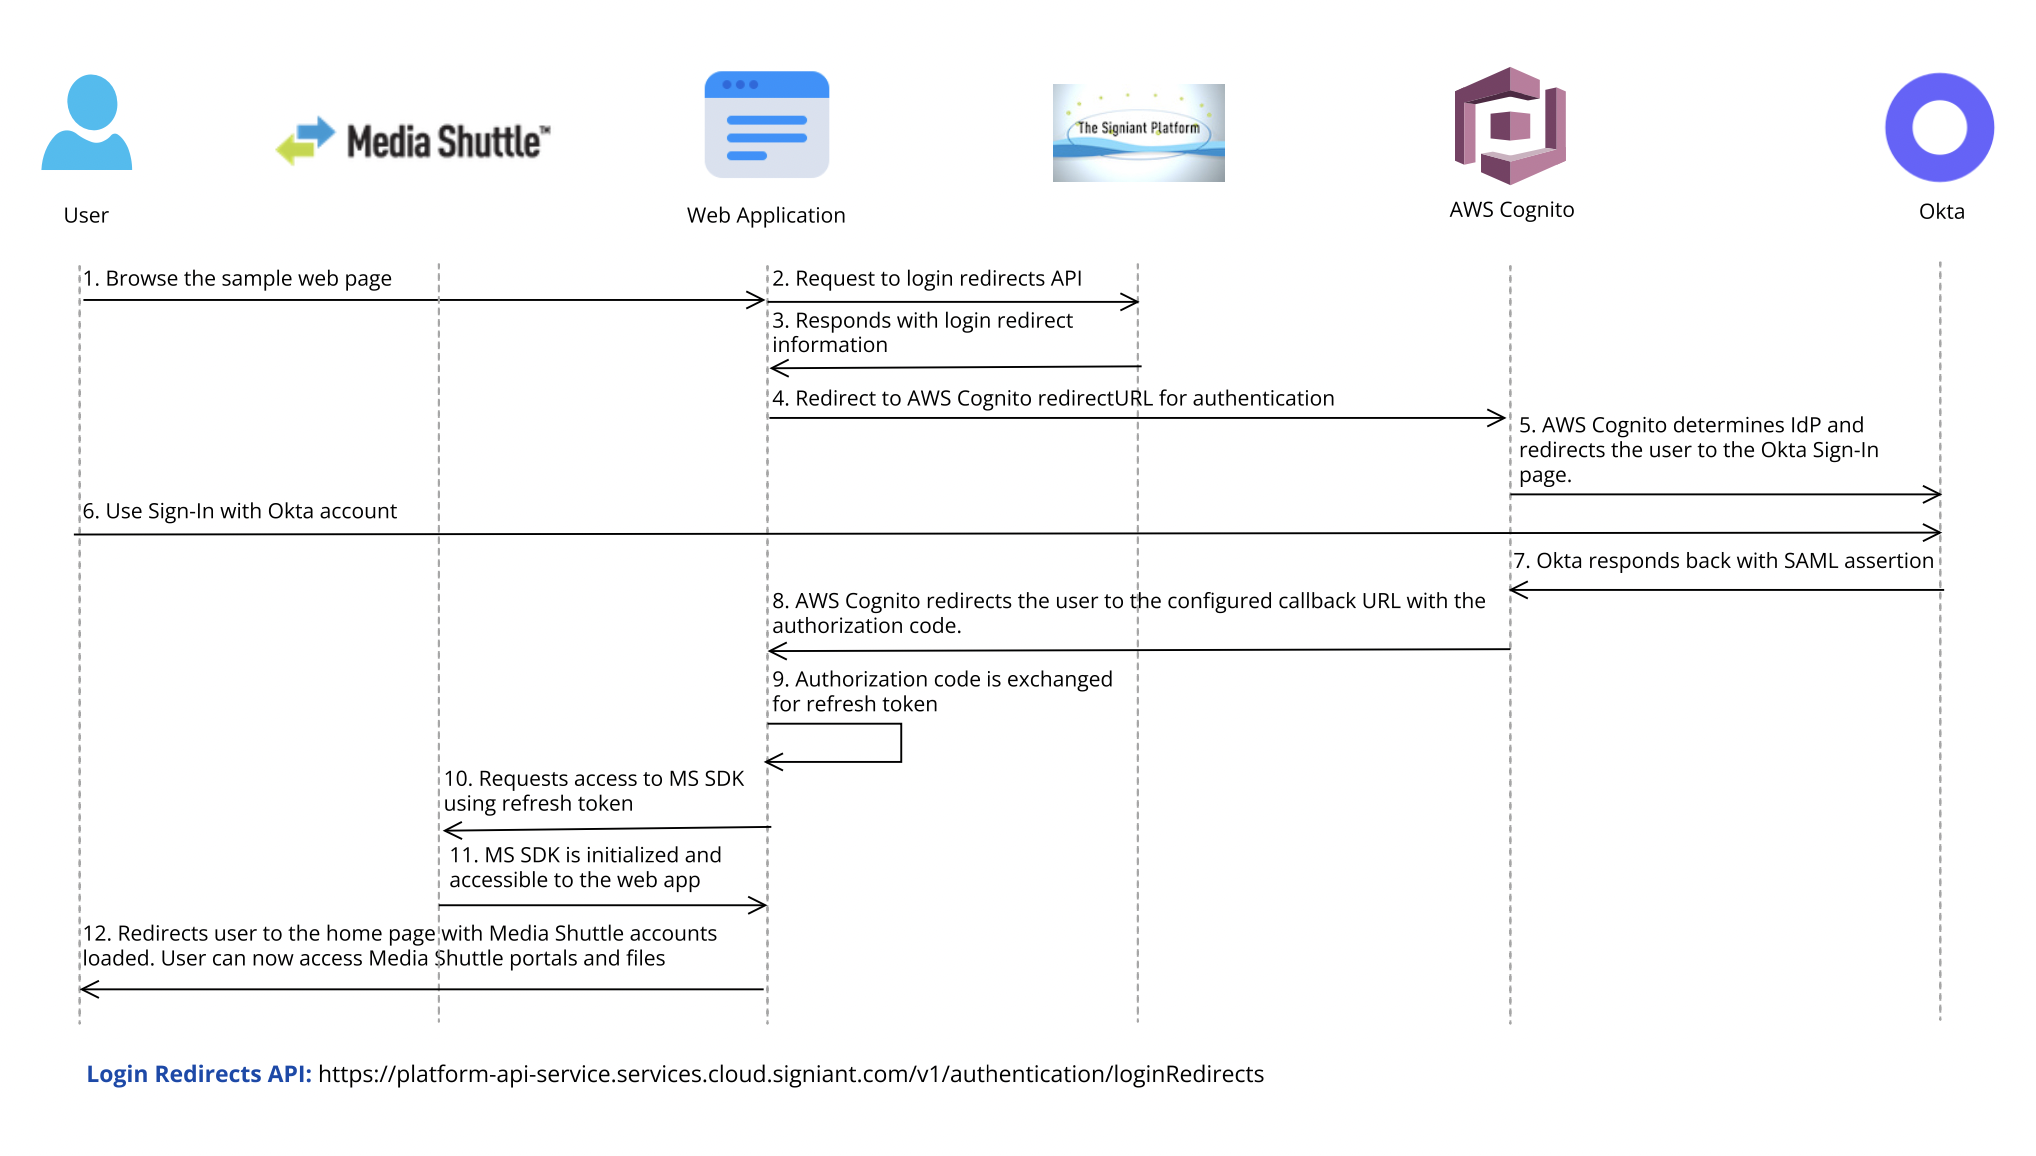 Media Shuttle™
The Signiant Platform
User
Web Application
AWS Cognito
Okta
1. Browse the sample web page
2. Request to login redirects API
3. Responds with login redirect
information
4. Redirect to AWS Cognito redirectURL for authentication
5. AWS Cognito determines IdP and
redirects the user to the Okta Sign-In
page.
6. Use Sign-In with Okta account
7. Okta responds back with SAML assertion
8. AWS Cognito redirects the user to the configured callback URL with the
authorization code.
9. Authorization code is exchanged
for refresh token
10. Requests access to MS SDK
using refresh token
11. MS SDK is initialized and
accessible to the web app
12. Redirects user to the home page with Media Shuttle accounts
loaded. User can now access Media Shuttle portals and files
Login Redirects API: https://platform-api-service.services.cloud.signiant.com/v1/authentication/loginRedirects